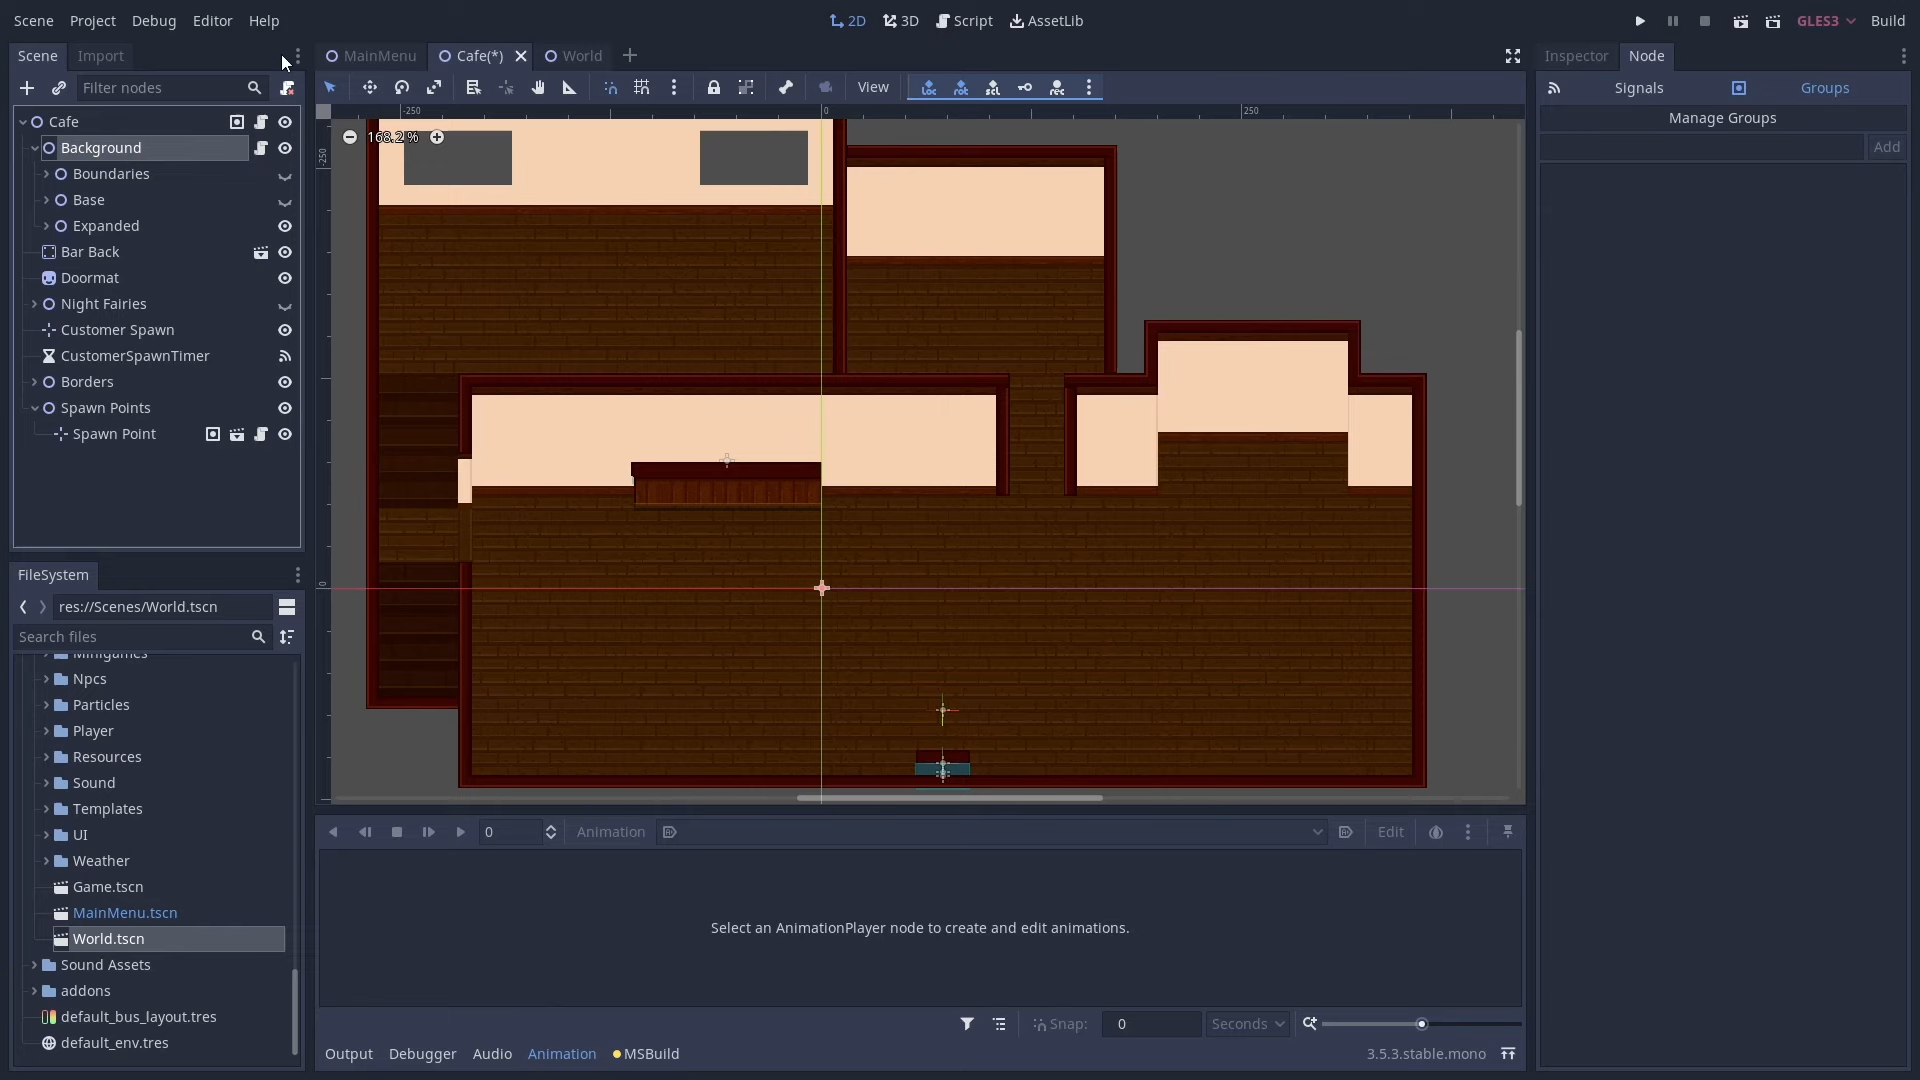 Scene Project Debug Editor Help
2D 3D Script AssetLib
GLES3 Build
Scene Import
MainMenu Cafe(*) World
Inspector Node
Filter nodes
View
Signals Groups
Manage Groups
Add
-250 0 250
168.2 %
-250
0
Cafe
Background
Boundaries
Base
Expanded
Bar Back
Doormat
Night Fairies
Customer Spawn
CustomerSpawnTimer
Borders
Spawn Points
Spawn Point
FileSystem
res://Scenes/World.tscn
Search files
Minigames
Npcs
Particles
Player
Resources
Sound
Templates
UI
Weather
Game.tscn
MainMenu.tscn
World.tscn
Sound Assets
addons
default_bus_layout.tres
default_env.tres
0 Animation Edit
Select an AnimationPlayer node to create and edit animations.
Snap: 0 Seconds
Output Debugger Audio Animation MSBuild
3.5.3.stable.mono